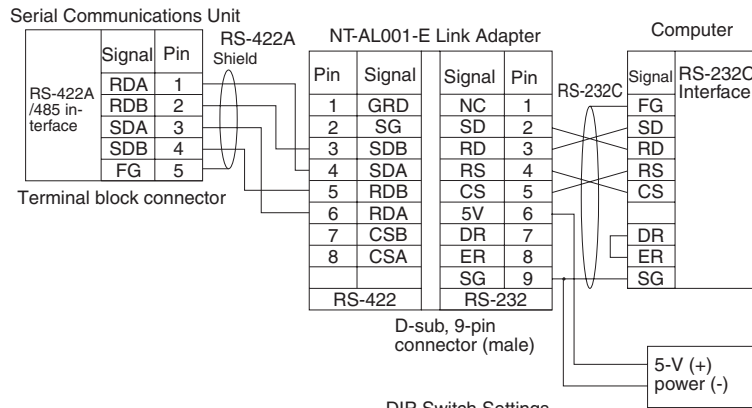 Serial Communications Unit
RS-422A
/485 in-
terface
Signal Pin
RDA 1
RDB 2
SDA 3
SDB 4
FG 5
Terminal block connector
RS-422A
Shield
NT-AL001-E Link Adapter
Pin Signal Signal Pin
1 GRD NC 1
2 SG SD 2
3 SDB RD 3
4 SDA RS 4
5 RDB CS 5
6 RDA 5V 6
7 CSB DR 7
8 CSA ER 8
SG 9
RS-422 RS-232
D-sub, 9-pin
connector (male)
RS-232C
Computer
Signal
FG
SD
RD
RS
CS
DR
ER
SG
RS-232C
Interface
5-V (+)
power (-)
DIP Switch Settings